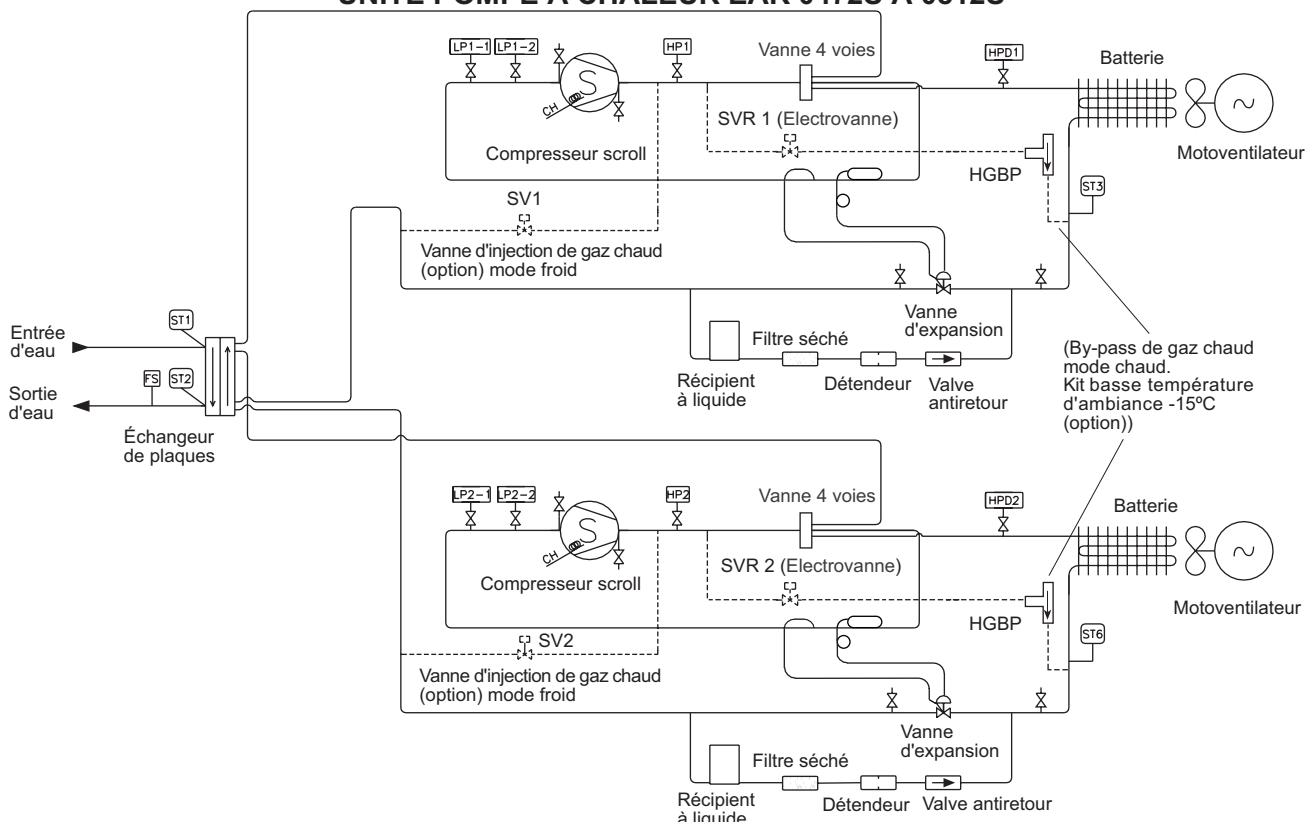 UNITÉ POMPE À CHALEUR EAR 0472S À 0812S
LP1-1
LP1-2
HP1
Vanne 4 voies
HPD1
Batterie
CH
S
SVR 1 (Electrovanne)
Compresseur scroll
HGBP
Motoventilateur
SV1
ST3
Vanne d'injection de gaz chaud
(option) mode froid
Vanne
d'expansion
Entrée
d'eau
ST1
Filtre séché
(By-pass de gaz chaud
mode chaud.
Kit basse température
d'ambiance -15ºC
(option))
Sortie
d'eau
FS
ST2
Récipient
à liquide
Détendeur
Valve
antiretour
Échangeur
de plaques
LP2-1
LP2-2
HP2
Vanne 4 voies
HPD2
Batterie
CH
S
SVR 2 (Electrovanne)
Compresseur scroll
HGBP
Motoventilateur
SV2
ST6
Vanne d'injection de gaz chaud
(option) mode froid
Vanne
d'expansion
Filtre séché
Récipient
à liquide
Détendeur
Valve antiretour